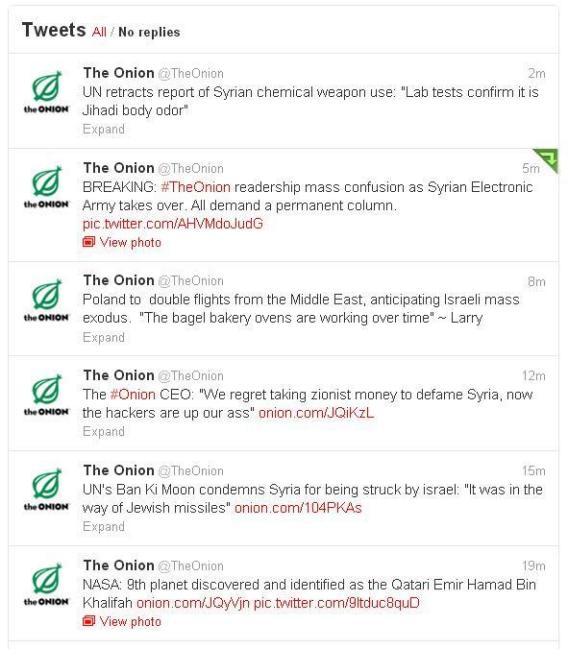 Tweets All / No replies
The Onion @TheOnion 2m
UN retracts report of Syrian chemical weapon use: "Lab tests confirm it is
Jihadi body odor"
the ONION
Expand
The Onion @TheOnion 5m
BREAKING: #TheOnion readership mass confusion as Syrian Electronic
Army takes over. All demand a permanent column.
the ONION
pic.twitter.com/AHVMdoJudG
View photo
The Onion @TheOnion 8m
Poland to double flights from the Middle East, anticipating Israeli mass
exodus. "The bagel bakery ovens are working over time" ~ Larry
the ONION
Expand
The Onion @TheOnion 12m
The #Onion CEO: "We regret taking zionist money to defame Syria, now
the hackers are up our ass" onion.com/JQiKzL
the ONION
Expand
The Onion @TheOnion 15m
UN's Ban Ki Moon condemns Syria for being struck by israel: "It was in the
way of Jewish missiles" onion.com/104PKAs
the ONION
Expand
The Onion @TheOnion 19m
NASA: 9th planet discovered and identified as the Qatari Emir Hamad Bin
Khalifah onion.com/JQyVjn pic.twitter.com/9ltduc8quD
the ONION
View photo